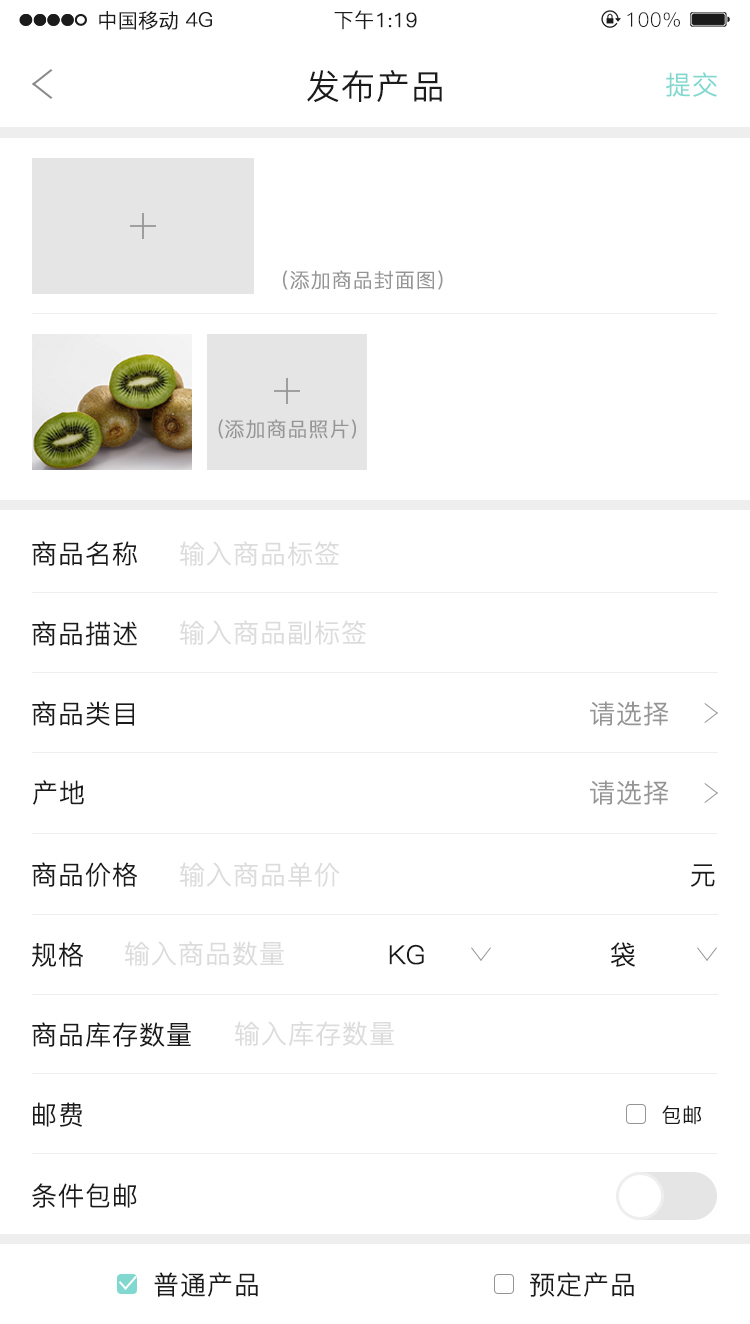 中国移动 4G 下午1:19 100%
发布产品 提交
(添加商品封面图)
(添加商品照片)
商品名称 输入商品标签
商品描述 输入商品副标签
商品类目 请选择
产地 请选择
商品价格 输入商品单价 元
规格 输入商品数量 KG 袋
商品库存数量 输入库存数量
邮费 包邮
条件包邮
普通产品 预定产品